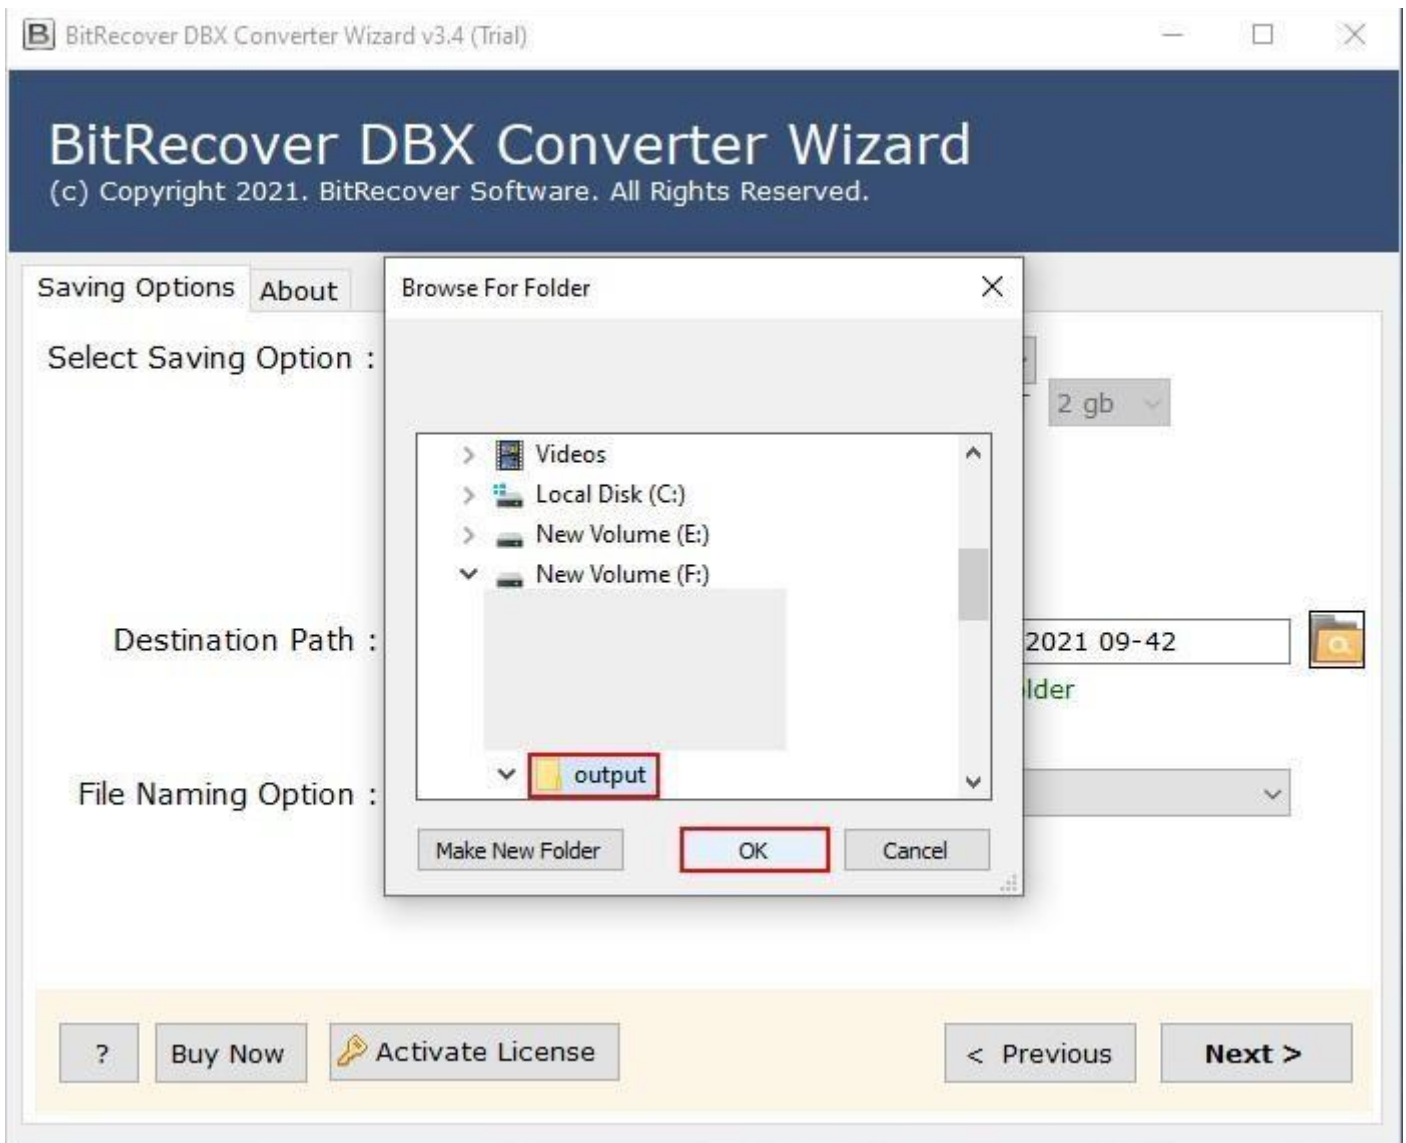 BitRecover DBX Converter Wizard v3.4 (Trial)
BitRecover DBX Converter Wizard
(c) Copyright 2021. BitRecover Software. All Rights Reserved.
Saving Options
About
Browse For Folder
Select Saving Option :
2 gb
Videos
Local Disk (C:)
New Volume (E:)
New Volume (F:)
Destination Path :
2021 09-42
lder
output
File Naming Option :
Make New Folder
OK
Cancel
?
Buy Now
Activate License
< Previous
Next >